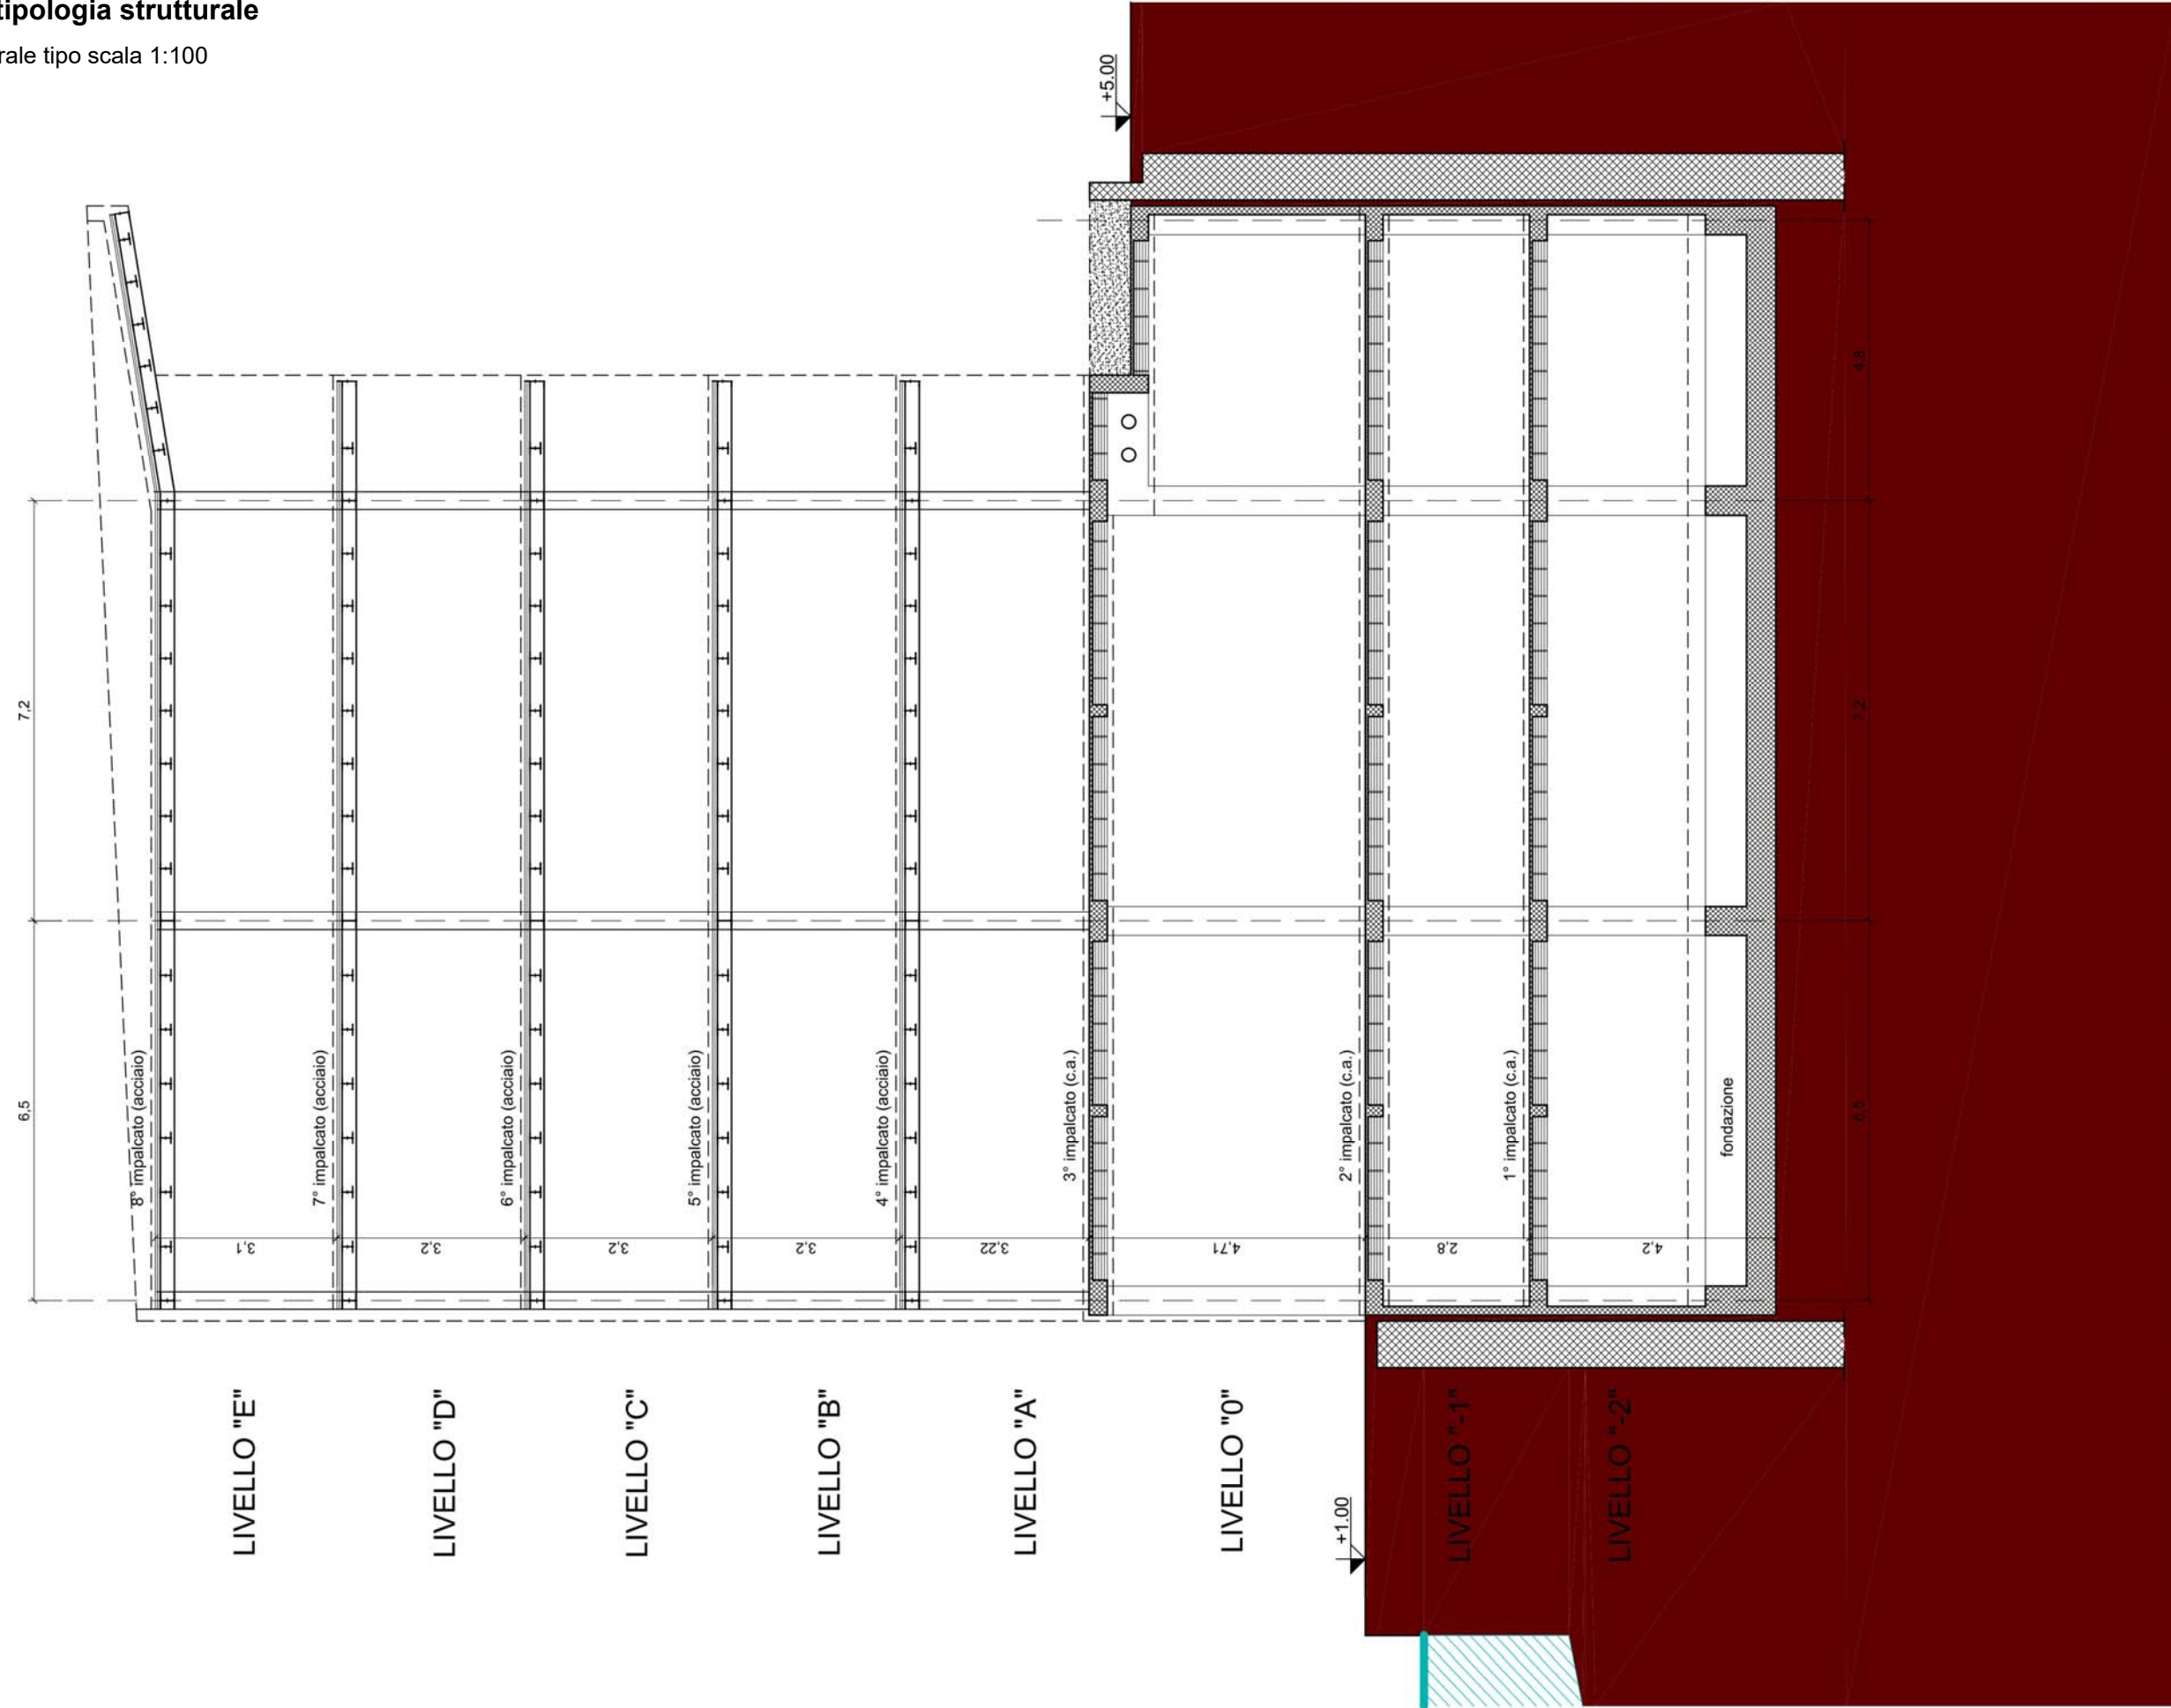 tipologia strutturale
rale tipo scala 1:100
+5.00
7,2
6,5
4,8
7,2
6,5
8° impalcato (acciaio)
7° impalcato (acciaio)
6° impalcato (acciaio)
5° impalcato (acciaio)
4° impalcato (acciaio)
3° impalcato (c.a.)
2° impalcato (c.a.)
1° impalcato (c.a.)
fondazione
3,1
3,2
3,2
3,2
3,22
4,71
2,8
4,2
LIVELLO "E"
LIVELLO "D"
LIVELLO "C"
LIVELLO "B"
LIVELLO "A"
LIVELLO "0"
LIVELLO "-1"
LIVELLO "-2"
+1.00